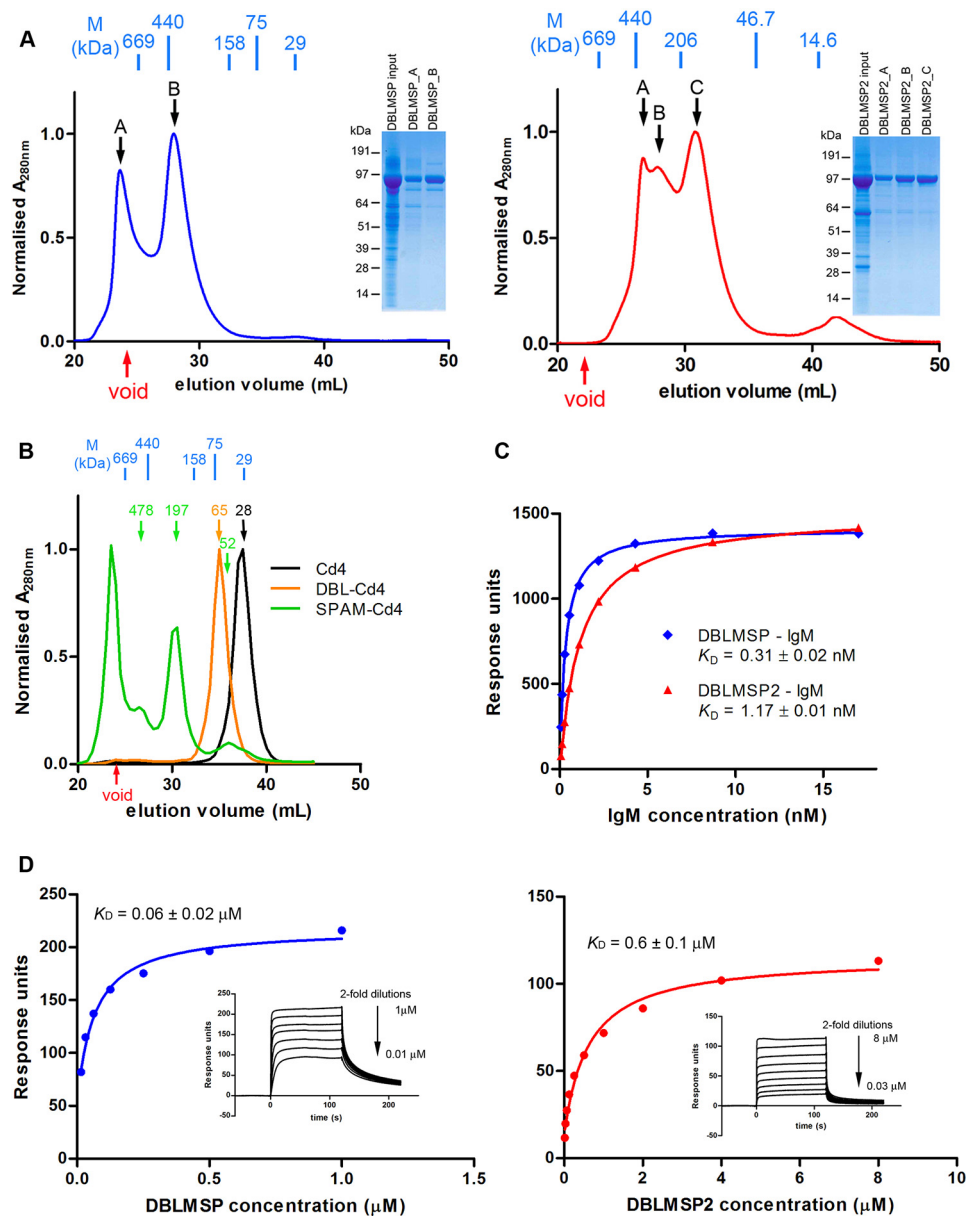 A
M
(kDa)
669
440
158
75
29
A
B
Normalised A280nm
1.0
0.5
0.0
20
30
40
50
elution volume (mL)
void
DBLMSP input
DBLMSP_A
DBLMSP_B
kDa
191
97
64
51
39
28
14
M
(kDa)
669
440
206
46.7
14.6
A
B
C
Normalised A280nm
1.0
0.5
0.0
20
30
40
50
elution volume (mL)
void
DBLMSP2 input
DBLMSP2_A
DBLMSP2_B
DBLMSP2_C
kDa
191
97
64
51
39
28
14
B
M
(kDa)
669
440
158
75
29
478
197
65
28
52
Cd4
DBL-Cd4
SPAM-Cd4
Normalised A280nm
1.0
0.5
0.0
20
30
40
50
void
elution volume (mL)
C
Response units
1500
1000
500
0
DBLMSP - IgM
KD = 0.31 ± 0.02 nM
DBLMSP2 - IgM
KD = 1.17 ± 0.01 nM
0
5
10
15
IgM concentration (nM)
D
Response units
250
200
150
100
50
0
KD = 0.06 ± 0.02 µM
Response units
250
200
150
100
50
0
-50
2-fold dilutions
1µM
0.01 µM
0
100
200
time (s)
0.0
0.5
1.0
1.5
DBLMSP concentration (µM)
Response units
150
100
50
0
KD = 0.6 ± 0.1 µM
Response units
150
100
50
0
-50
2-fold dilutions
8 µM
0.03 µM
0
100
200
time (s)
0
2
4
6
8
10
DBLMSP2 concentration (µM)